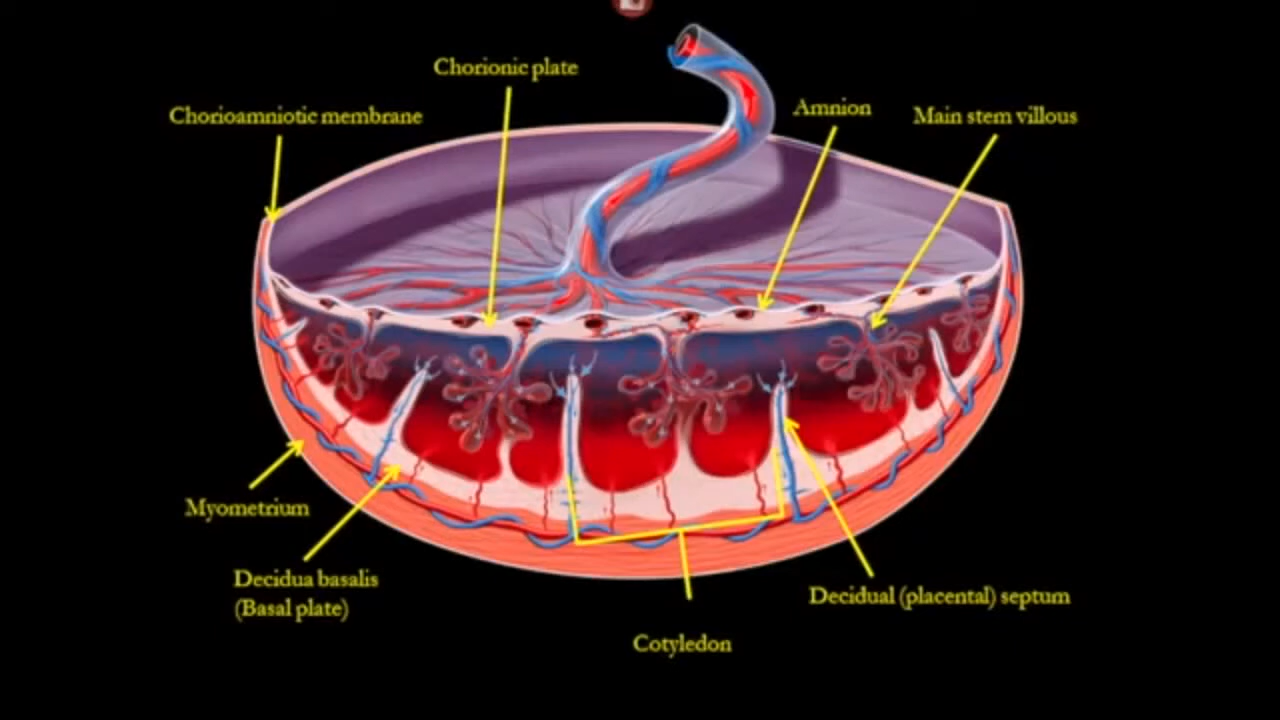 Chorionic plate
Chorioamniotic membrane
Amnion
Main stem villous
Myometrium
Decidua basalis
(Basal plate)
Decidual (placental) septum
Cotyledon